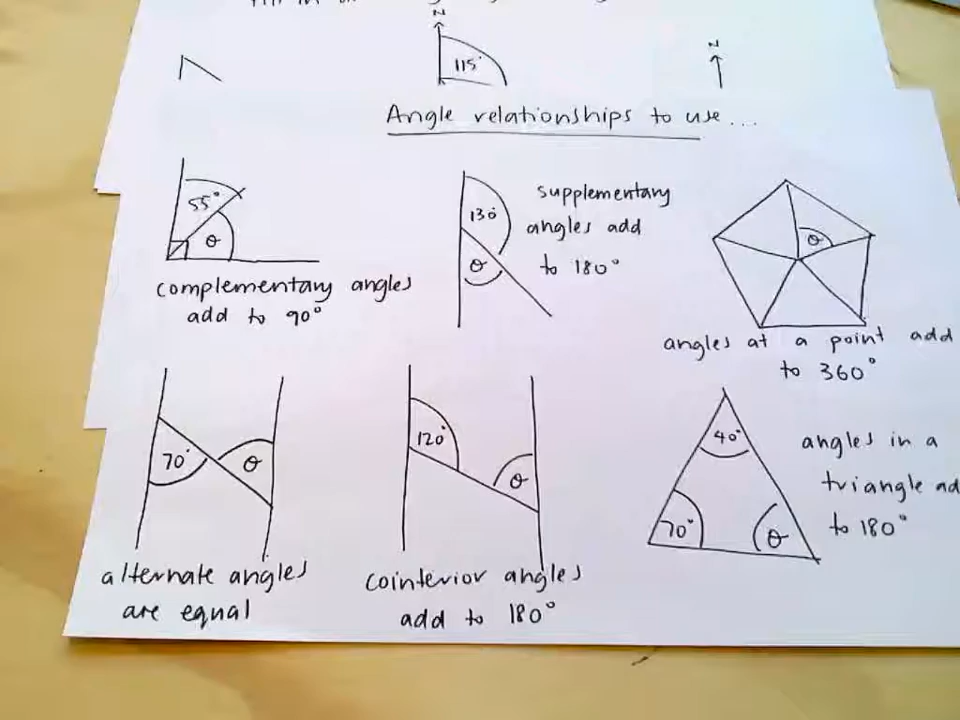 N
115°
N
Angle relationships to use...
55°
θ
complementary angles
add to 90°
130
θ
supplementary
angles add
to 180°
θ
angles at a point add
to 360°
70°
θ
alternate angles
are equal
120°
θ
cointerior angles
add to 180°
40°
70°
θ
angles in a
triangle ad
to 180°